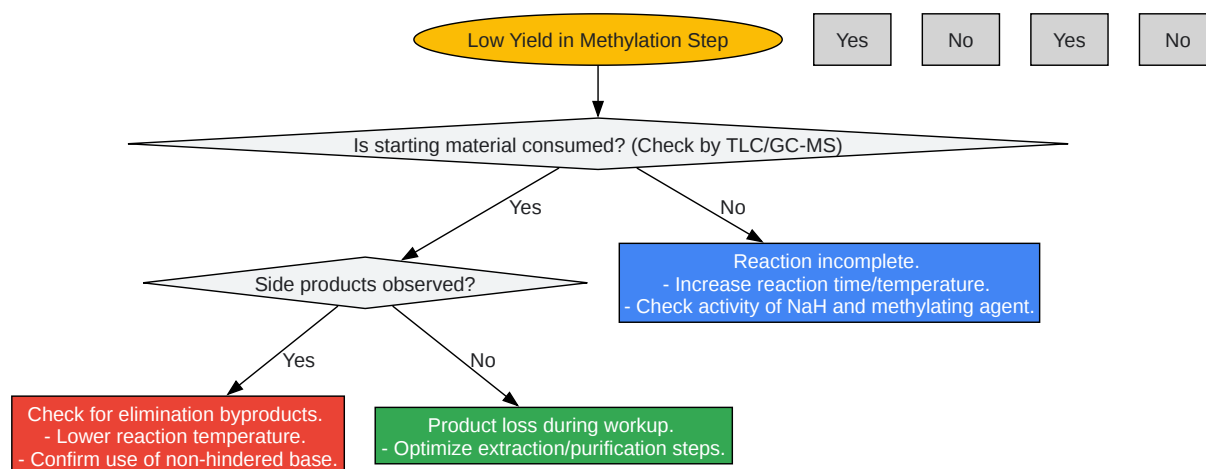 Low Yield in Methylation Step
Yes
No
Yes
No
Is starting material consumed? (Check by TLC/GC-MS)
Yes
No
Side products observed?
Reaction incomplete.
- Increase reaction time/temperature.
- Check activity of NaH and methylating agent.
Yes
No
Check for elimination byproducts.
- Lower reaction temperature.
- Confirm use of non-hindered base.
Product loss during workup.
- Optimize extraction/purification steps.